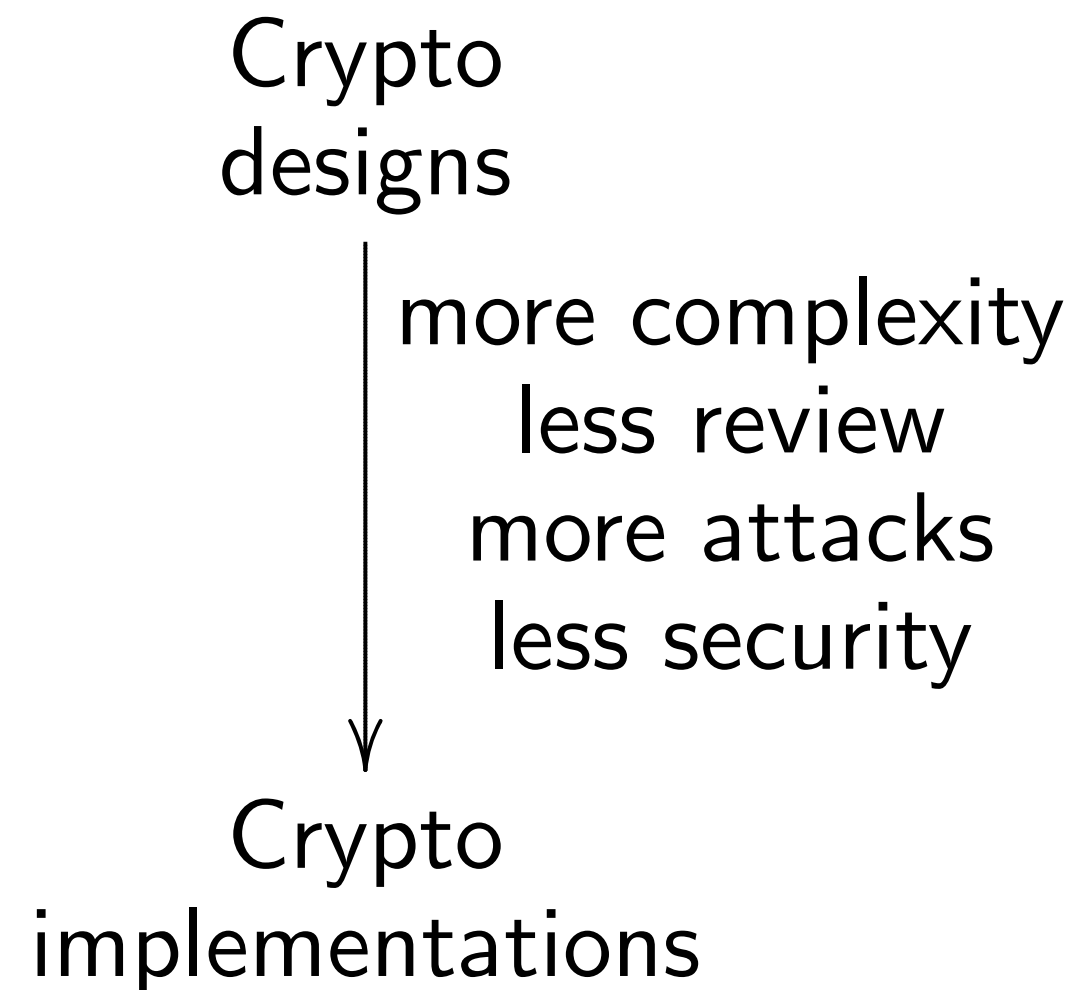 Crypto
designs
more complexity
less review
more attacks
less security
Crypto
implementations